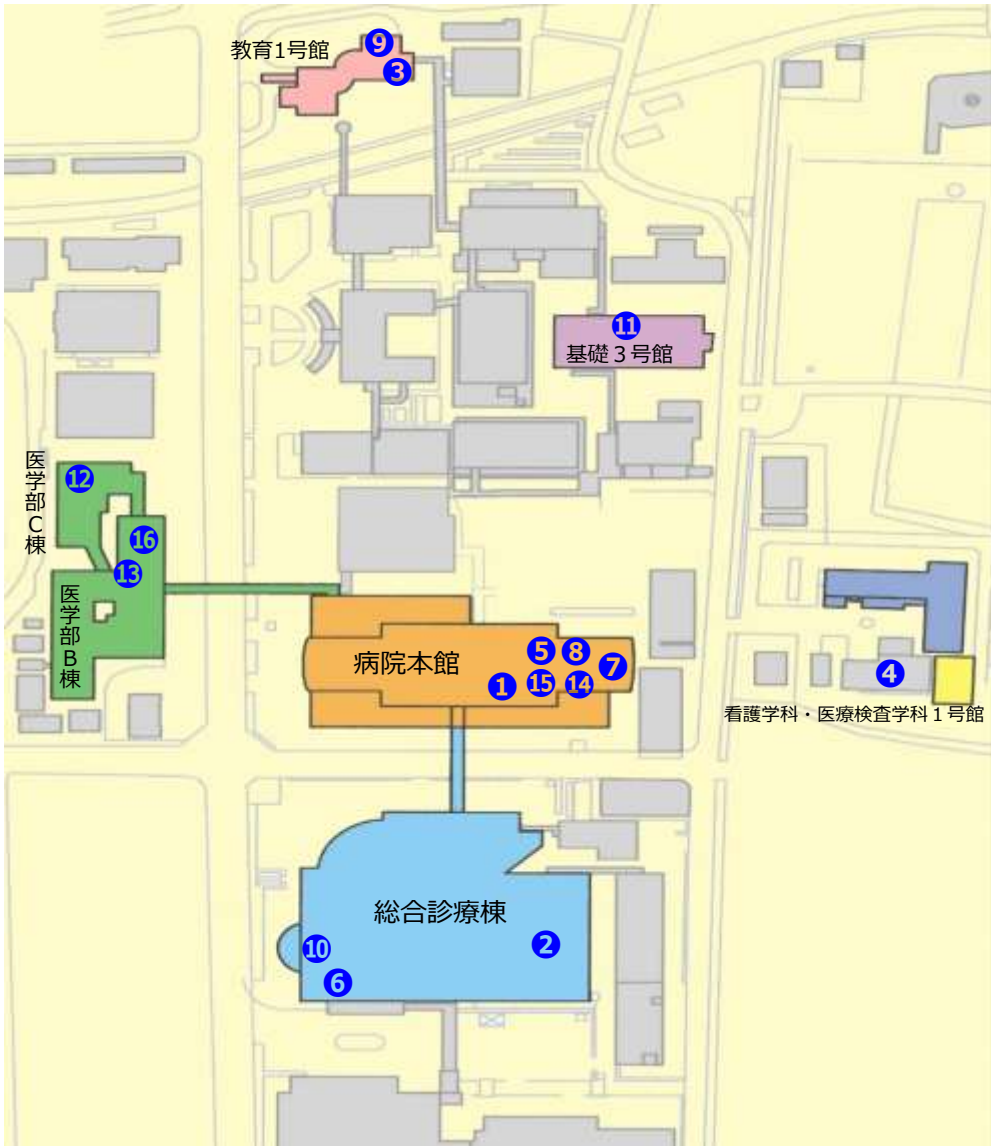 教育1号館
⑨
③
⑪
基礎３号館
医学部C棟
⑫
⑯
⑬
医学部B棟
病院本館
⑤
⑧
⑦
①
⑮
⑭
④
看護学科・医療検査学科１号館
総合診療棟
②
⑩
⑥